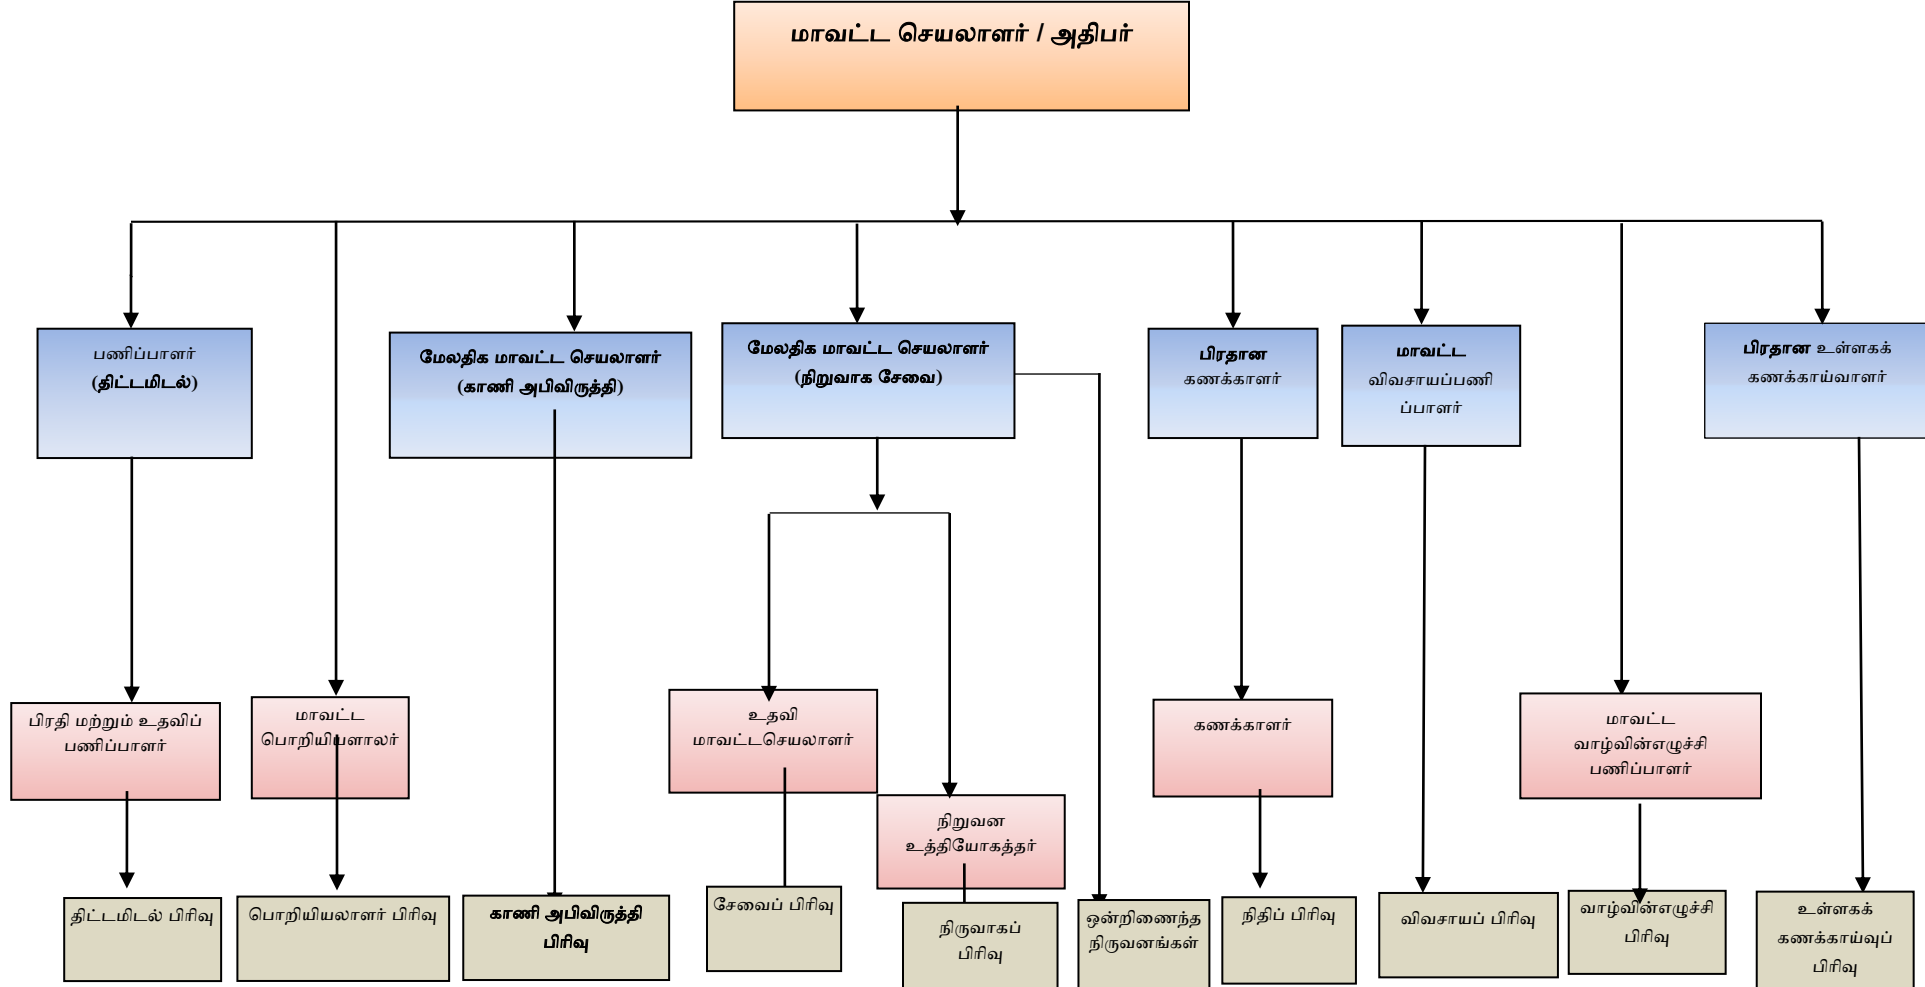 மாவட்ட செயலாளர் / அதிபர்
பணிப்பாளர்
(திட்டமிடல்)
மேலதிக மாவட்ட செயலாளர்
(காணி அபிவிருத்தி)
மேலதிக மாவட்ட செயலாளர்
(நிறுவாக சேவை)
பிரதான
கணக்காளர்
மாவட்ட
விவசாயப்பணி
ப்பாளர்
பிரதான உள்ளகக்
கணக்காய்வாளர்
பிரதி மற்றும் உதவிப்
பணிப்பாளர்
மாவட்ட
பொறியியளாலர்
உதவி
மாவட்டசெயலாளர்
நிறுவன
உத்தியோகத்தர்
கணக்காளர்
மாவட்ட
வாழ்வின்எழுச்சி
பணிப்பாளர்
திட்டமிடல் பிரிவு
பொறியியலாளர் பிரிவு
காணி அபிவிருத்தி
பிரிவு
சேவைப் பிரிவு
நிருவாகப்
பிரிவு
ஒன்றிணைந்த
நிருவனங்கள்
நிதிப் பிரிவு
விவசாயப் பிரிவு
வாழ்வின்எழுச்சி
பிரிவு
உள்ளகக்
கணக்காய்வுப்
பிரிவு